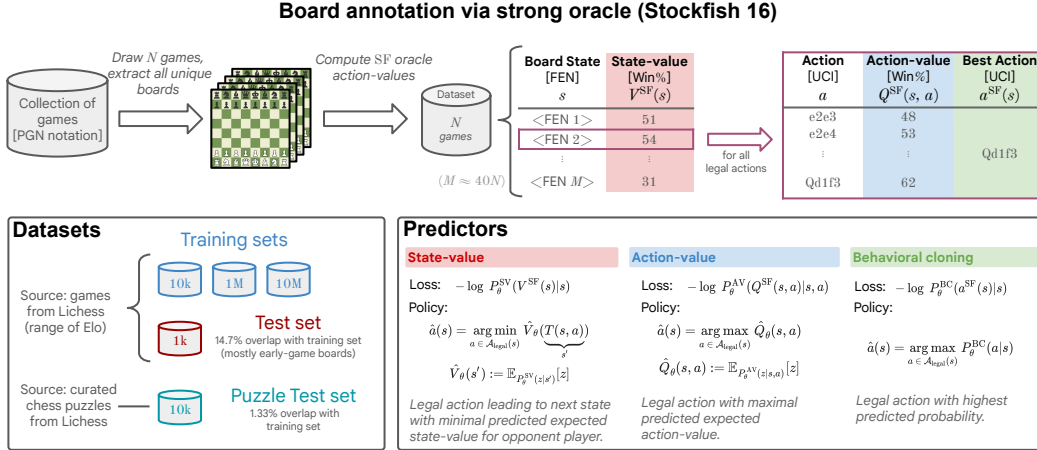 Board annotation via strong oracle (Stockfish 16)
Collection of
games
[PGN notation]
Draw N games,
extract all unique
boards
Compute SF oracle
action-values
Dataset
N
games
(M ≈ 40N)
Board State
[FEN]
s
State-value
[Win%]
V^SF(s)
<FEN 1> 51
<FEN 2> 54
⋮ ⋮
<FEN M> 31
for all
legal actions
Action
[UCI]
a
Action-value
[Win%]
Q^SF(s, a)
Best Action
[UCI]
a^SF(s)
e2e3 48
e2e4 53
⋮ ⋮ Qd1f3
Qd1f3 62
Datasets
Training sets
Source: games
from Lichess
(range of Elo)
10k 1M 10M
1k
Test set
14.7% overlap with training set
(mostly early-game boards)
Source: curated
chess puzzles
from Lichess
10k
Puzzle Test set
1.33% overlap with
training set
Predictors
State-value
Loss: −log P_θ^SV(V^SF(s)|s)
Policy:
â(s) = arg min_{a ∈ A_legal(s)} V̂_θ(T(s, a))
s′
V̂_θ(s′) := 𝔼_{P_θ^SV(z|s′)}[z]
Legal action leading to next state
with minimal predicted expected
state-value for opponent player.
Action-value
Loss: −log P_θ^AV(Q^SF(s, a)|s, a)
Policy:
â(s) = arg max_{a ∈ A_legal(s)} Q̂_θ(s, a)
Q̂_θ(s, a) := 𝔼_{P_θ^AV(z|s,a)}[z]
Legal action with maximal
predicted expected
action-value.
Behavioral cloning
Loss: −log P_θ^BC(a^SF(s)|s)
Policy:
â(s) = arg max_{a ∈ A_legal(s)} P_θ^BC(a|s)
Legal action with highest
predicted probability.